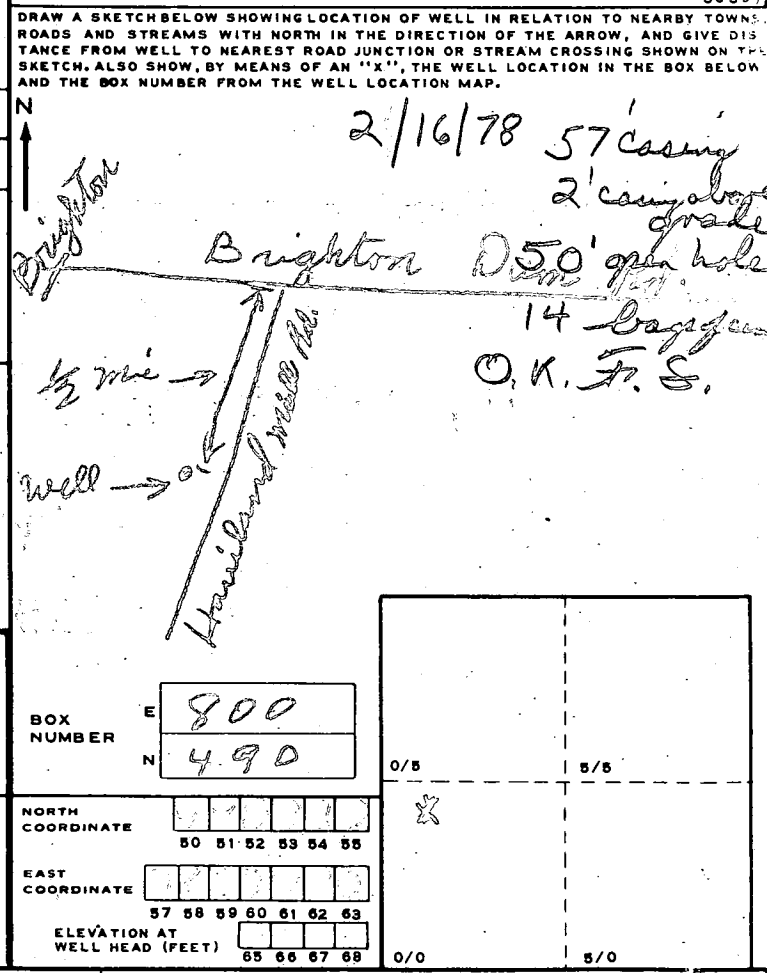 DRAW A SKETCH BELOW SHOWING LOCATION OF WELL IN RELATION TO NEARBY TOWNS,
ROADS AND STREAMS WITH NORTH IN THE DIRECTION OF THE ARROW, AND GIVE DIS
TANCE FROM WELL TO NEAREST ROAD JUNCTION OR STREAM CROSSING SHOWN ON THE
SKETCH. ALSO SHOW, BY MEANS OF AN "X", THE WELL LOCATION IN THE BOX BELOW
AND THE BOX NUMBER FROM THE WELL LOCATION MAP.
N
2/16/78 57' casing
2' casing above
grade
Brighton
Brighton Dam Rd.
50' open hole
14 bags
O.K. F. S.
1/2 mi
Well
Mill Rd.
BOX
NUMBER
E 800
N 490
0/5 5/5
NORTH
COORDINATE
50 51 52 53 54 55
EAST
COORDINATE
57 58 59 60 61 62 63
ELEVATION AT
WELL HEAD (FEET)
65 66 67 68
0/0 5/0